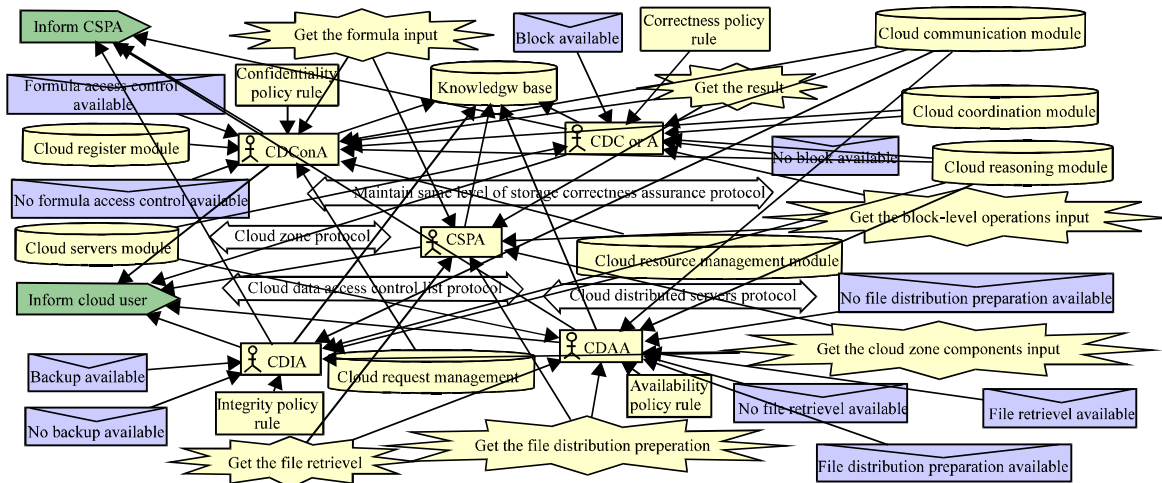 Inform CSPA
Get the formula input
Block available
Correctness policy
rule
Cloud communication module
Formula access control
available
Confidentiality
policy rule
Knowledgw base
Get the result
Cloud coordination module
Cloud register module
CDConA
CDC or A
No block available
Cloud reasoning module
No formula access control available
Maintain same level of storage correctness assurance protocol
Get the block-level operations input
Cloud servers module
Cloud zone protocol
CSPA
Cloud resource management module
Inform cloud user
Cloud data access control list protocol
Cloud distributed servers protocol
No file distribution preparation available
CDIA
CDAA
Get the cloud zone components input
Backup available
Cloud request management
Integrity policy
rule
Availability
policy rule
No file retrievel available
File retrievel available
No backup available
Get the file retrievel
Get the file distribution preperation
File distribution preparation available